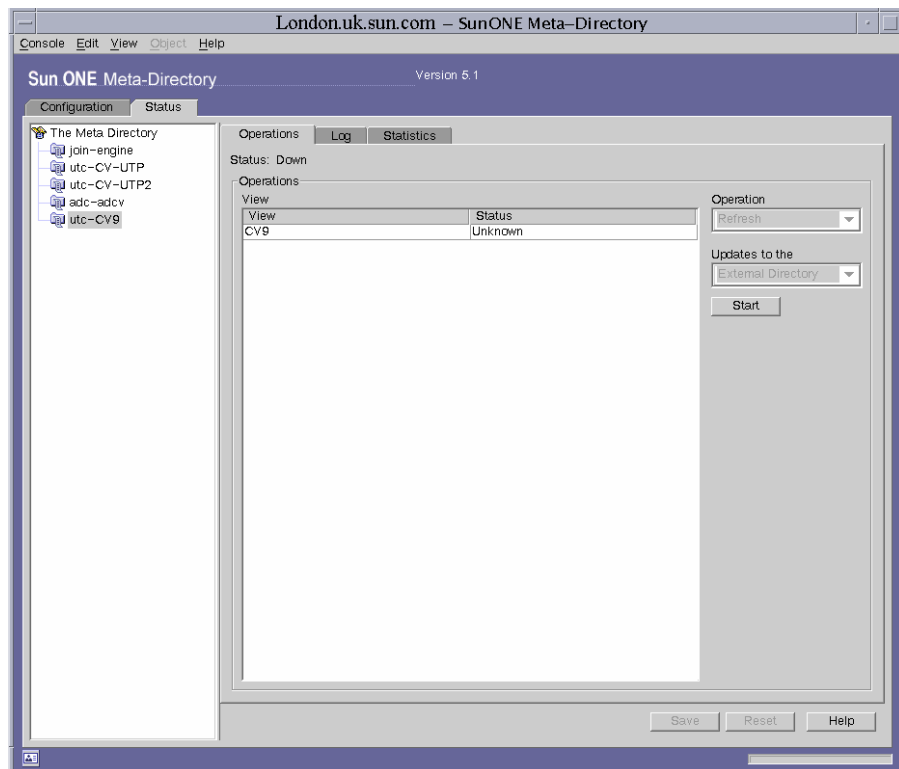 London.uk.sun.com – SunONE Meta–Directory
Console Edit View Object Help
Sun ONE Meta-Directory Version 5.1
Configuration Status
The Meta Directory
join–engine
utc–CV–UTP
utc–CV–UTP2
adc–adcv
utc–CV9
Operations Log Statistics
Status: Down
Operations
View
View Status
CV9 Unknown
Operation
Refresh
Updates to the
External Directory
Start
Save Reset Help